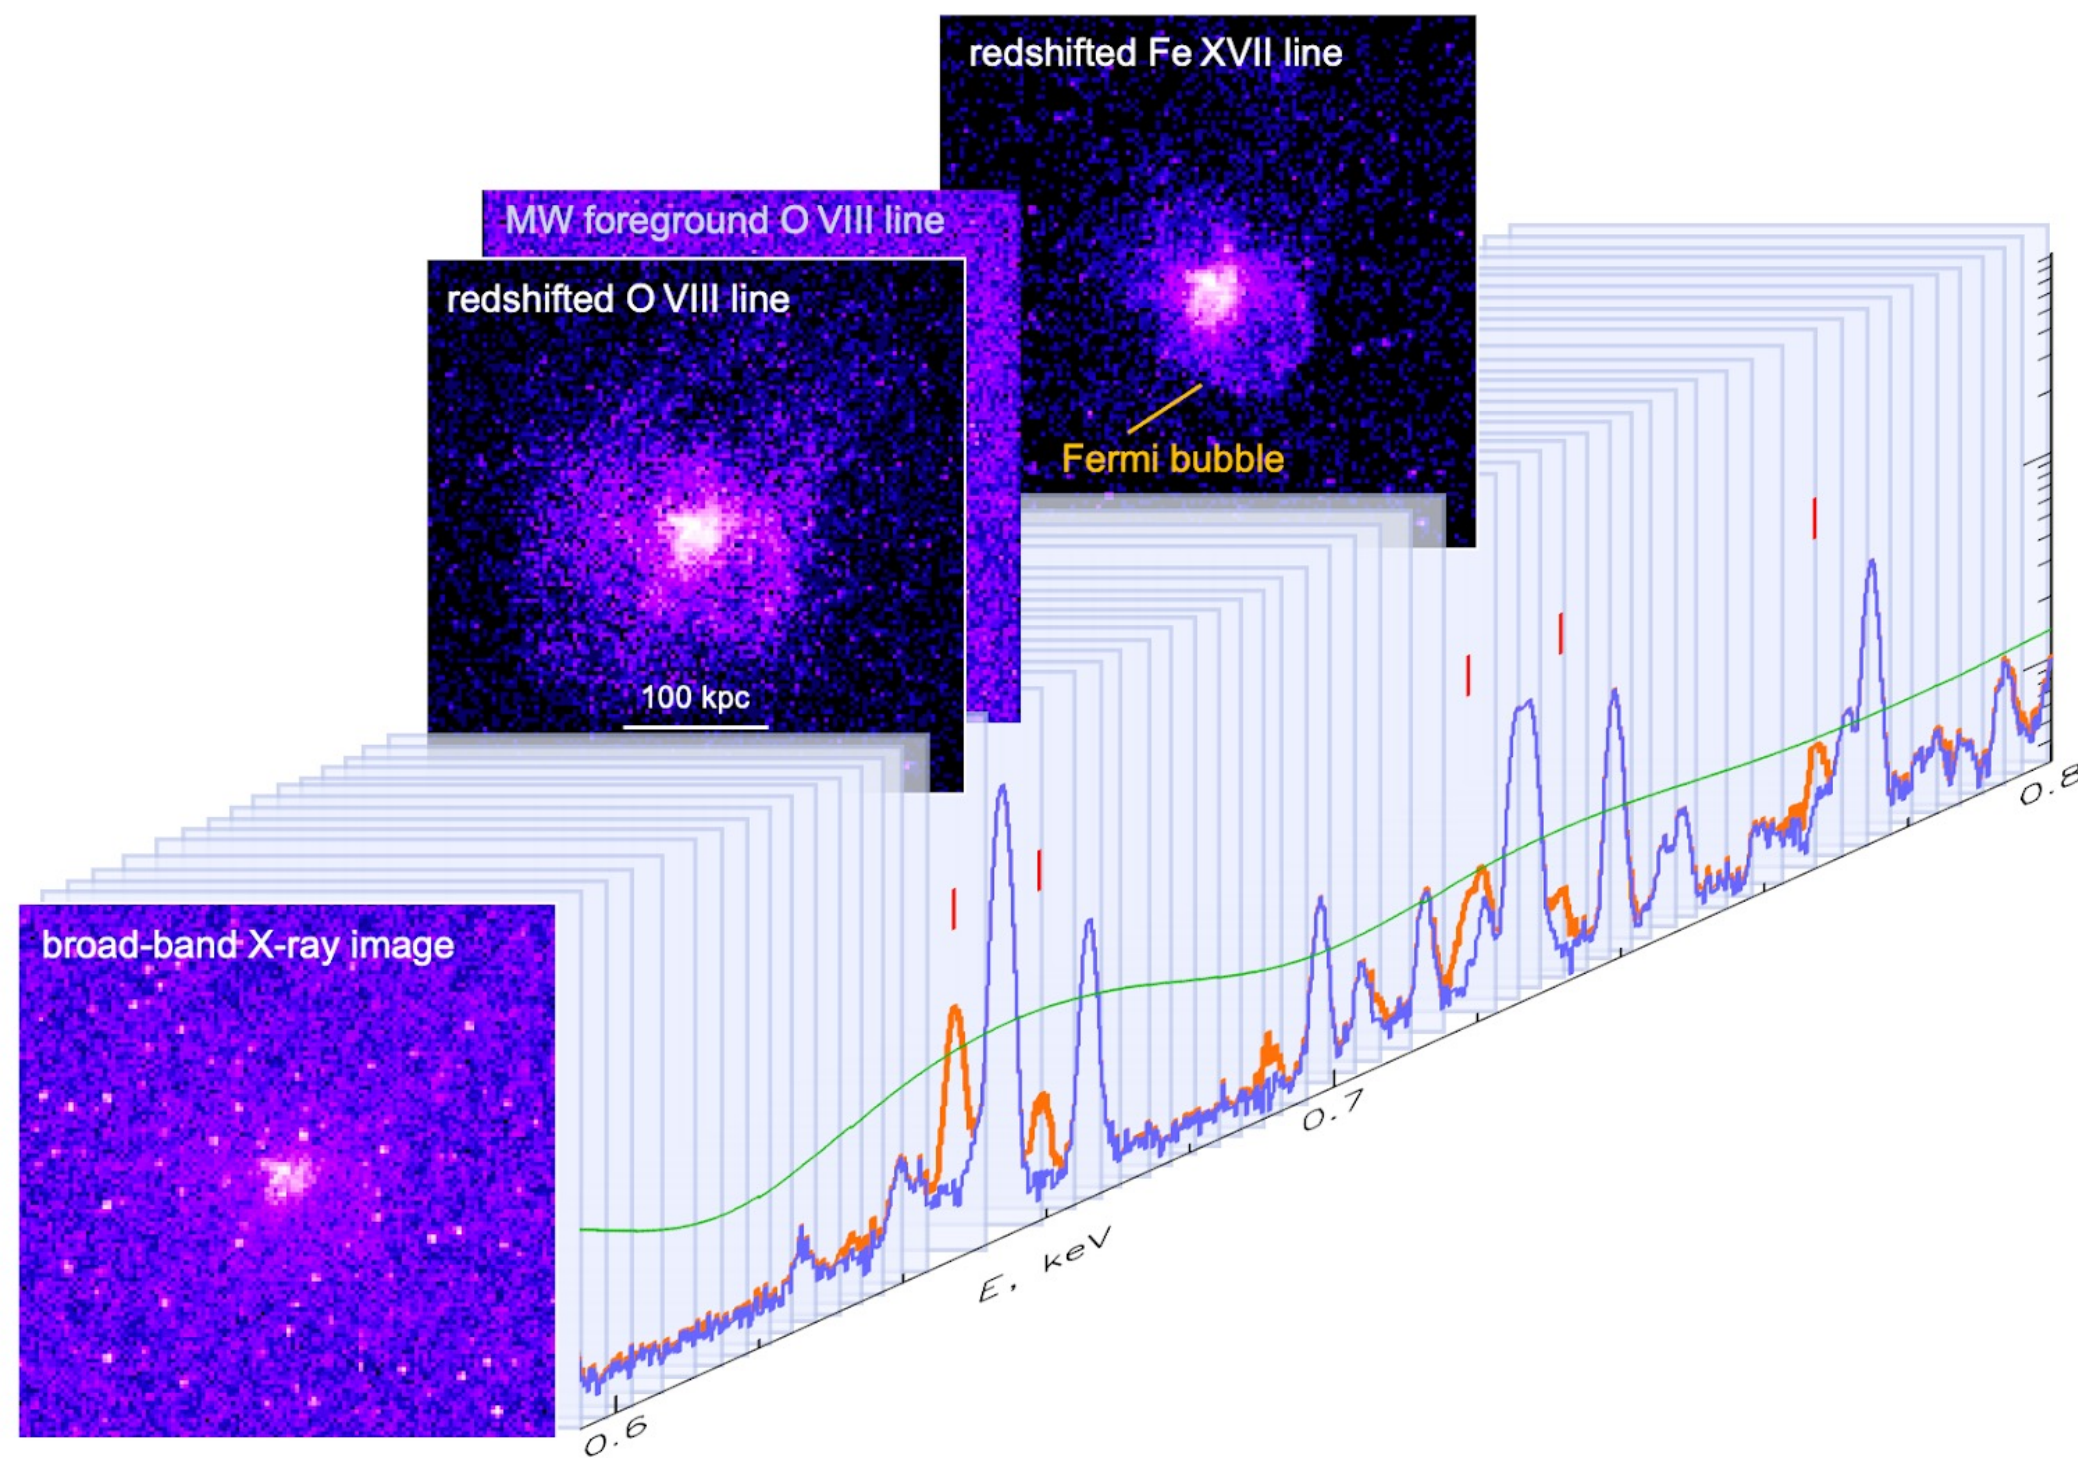 redshifted Fe XVII line
MW foreground O VIII line
redshifted O VIII line
Fermi bubble
100 kpc
broad-band X-ray image
0.8
0.7
E, keV
0.6